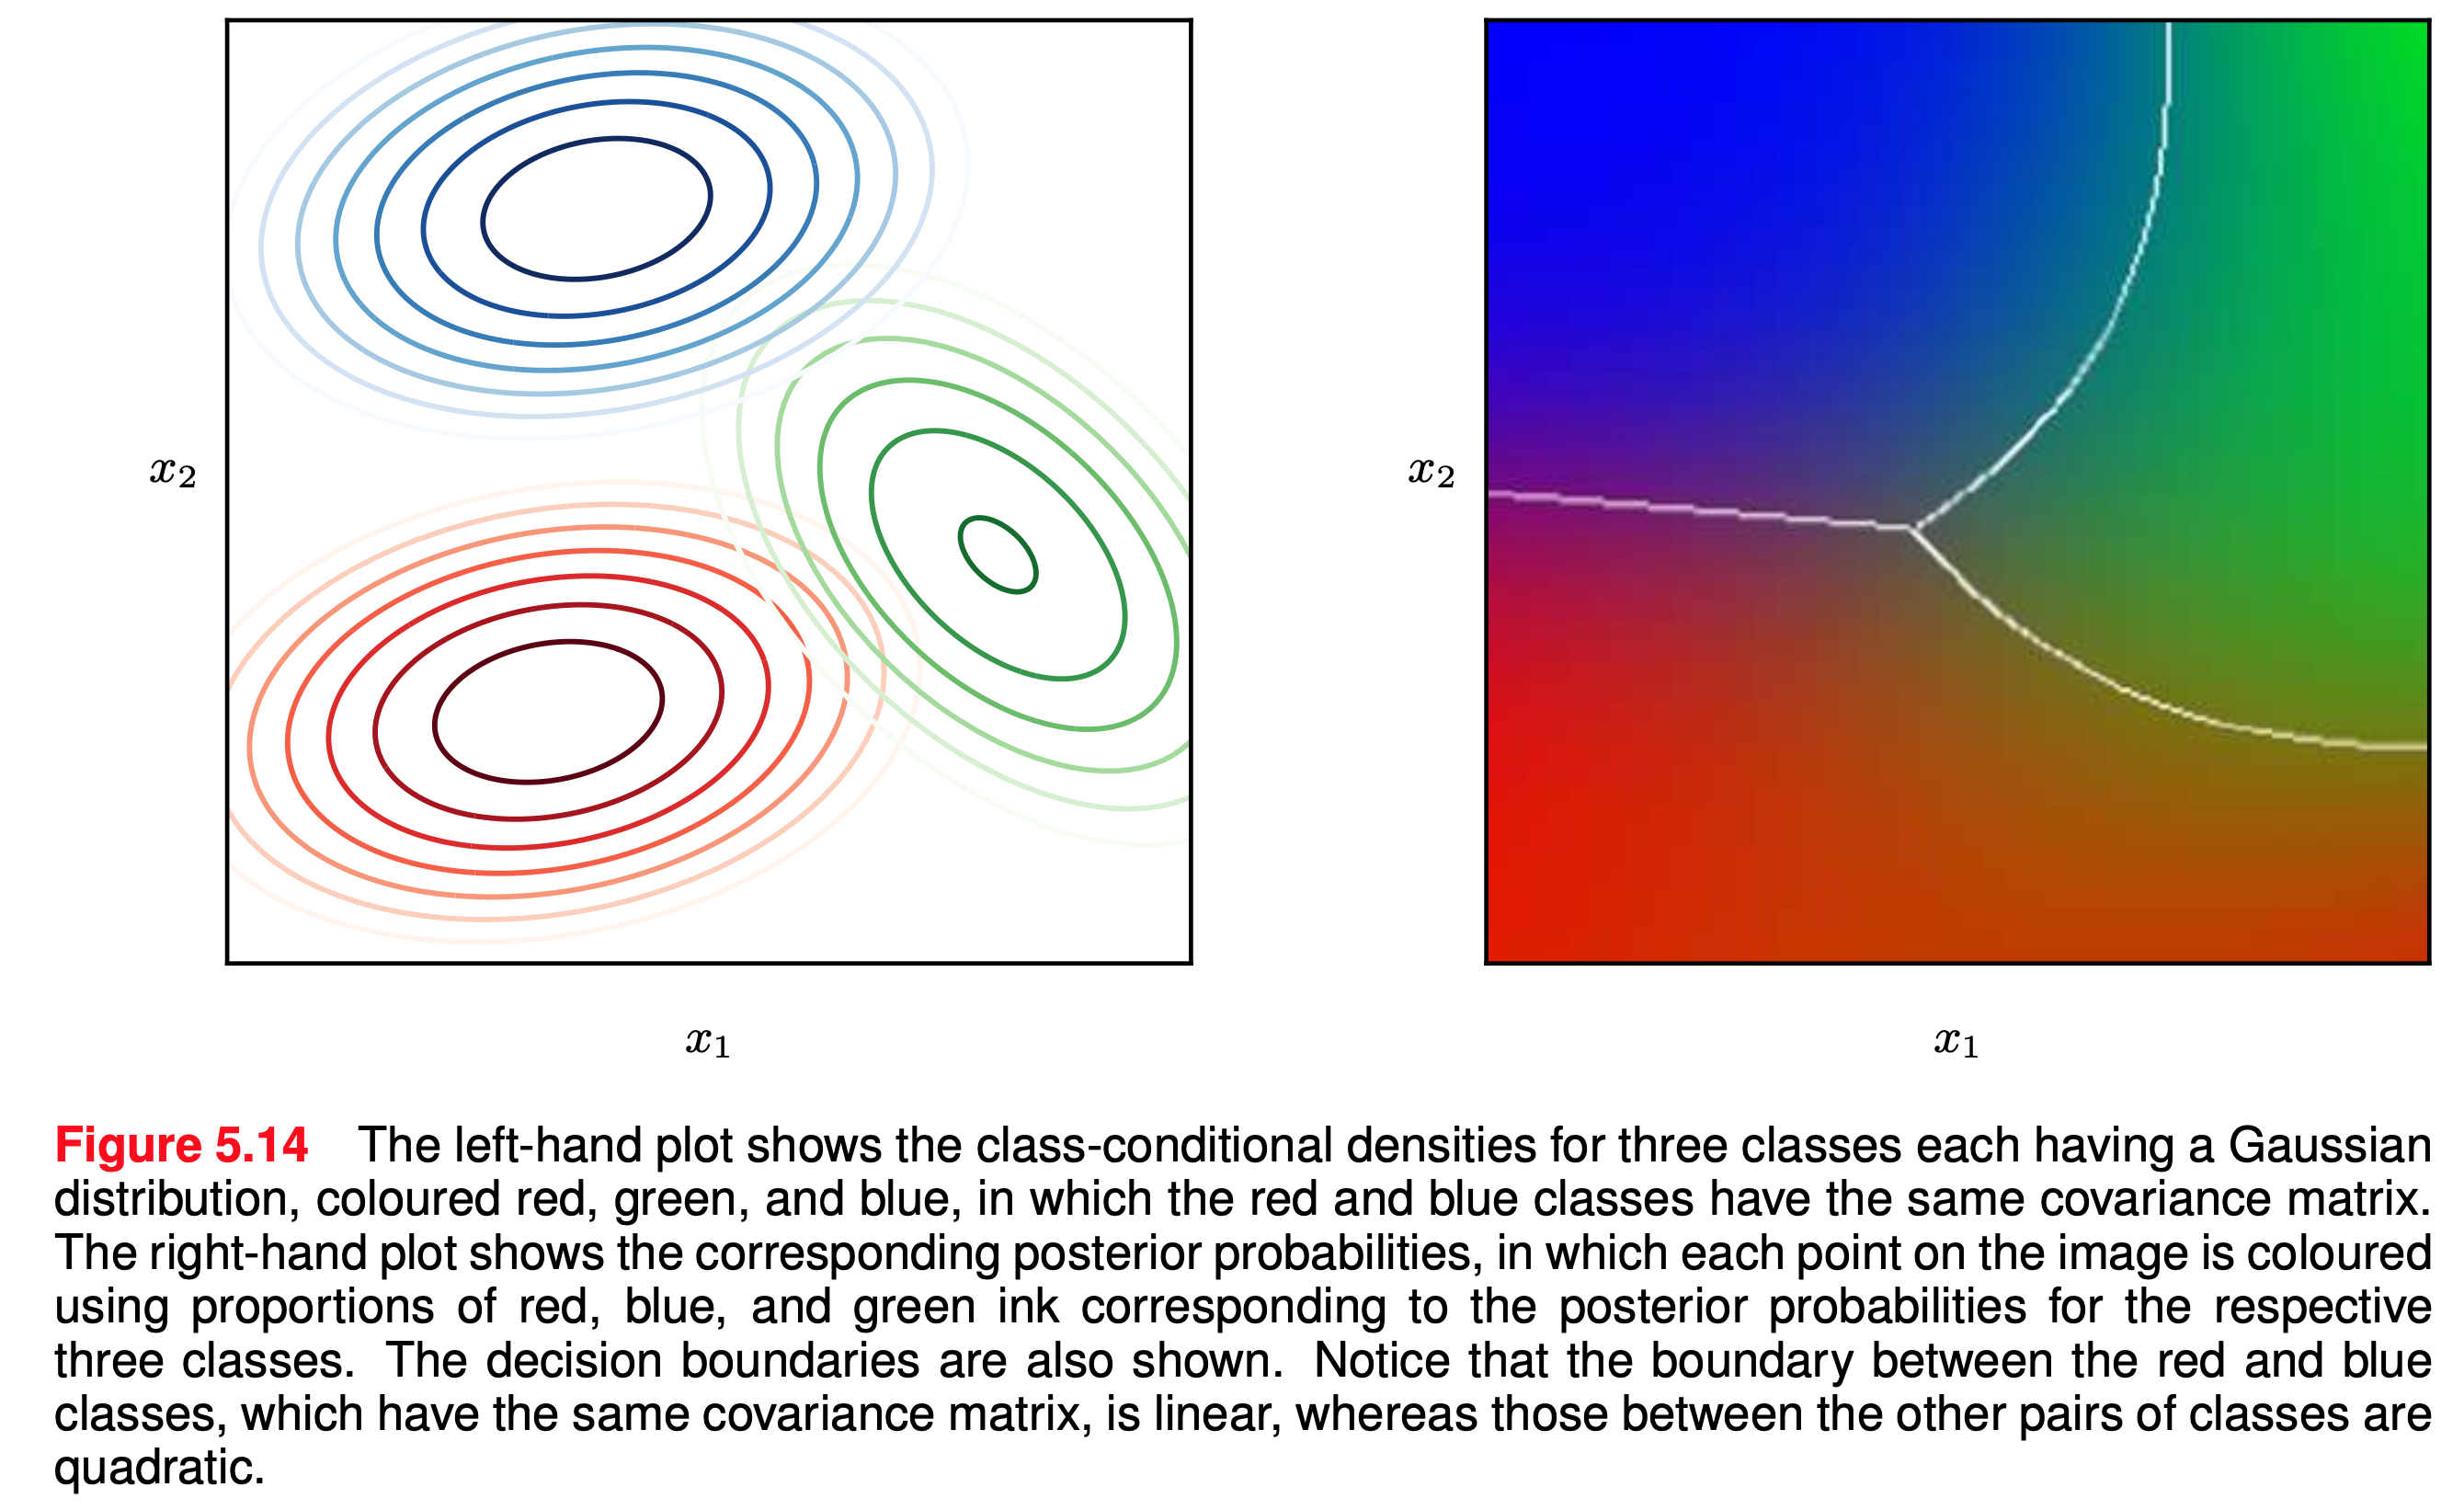 x₂
x₂
x₁
x₁
Figure 5.14 The left-hand plot shows the class-conditional densities for three classes each having a Gaussian
distribution, coloured red, green, and blue, in which the red and blue classes have the same covariance matrix.
The right-hand plot shows the corresponding posterior probabilities, in which each point on the image is coloured
using proportions of red, blue, and green ink corresponding to the posterior probabilities for the respective
three classes. The decision boundaries are also shown. Notice that the boundary between the red and blue
classes, which have the same covariance matrix, is linear, whereas those between the other pairs of classes are
quadratic.